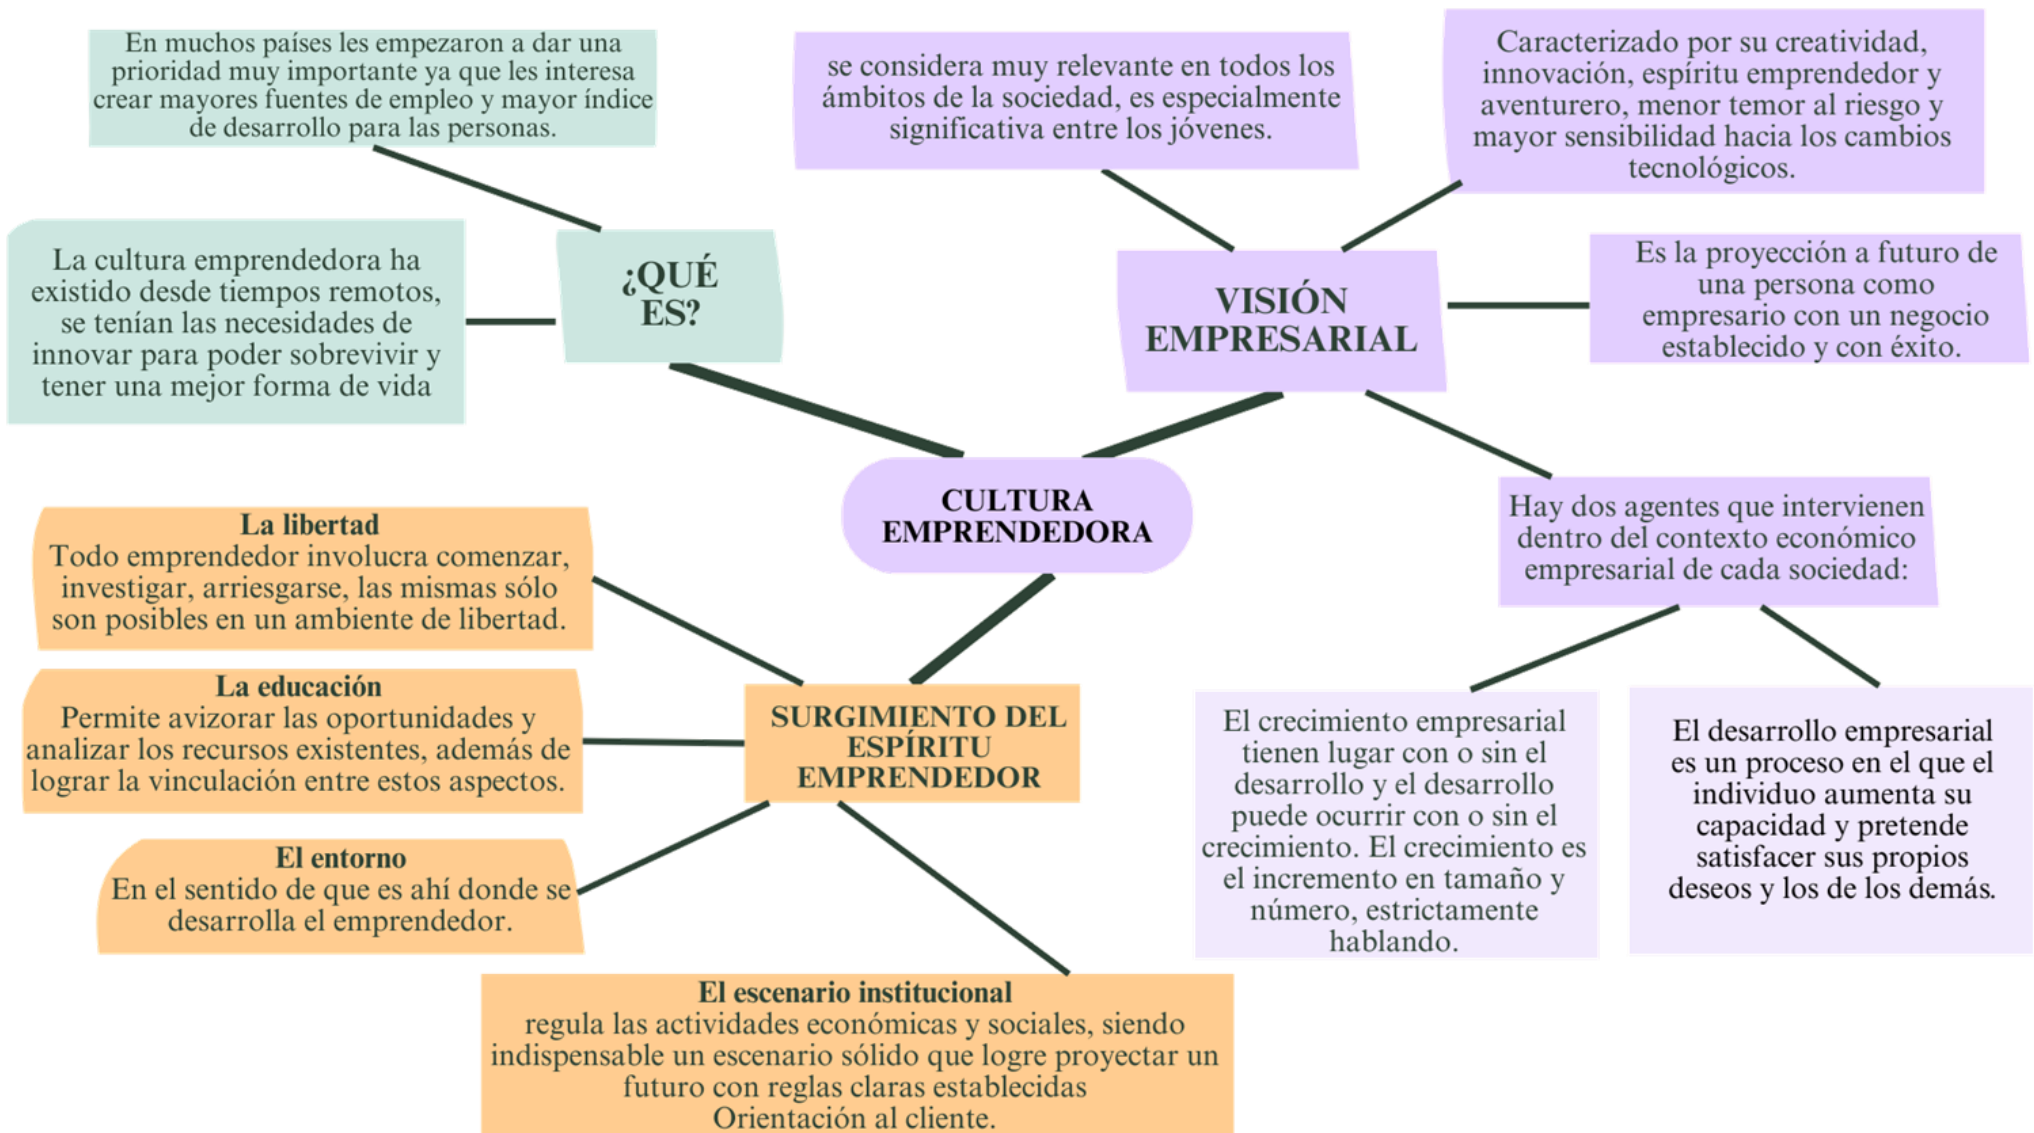 En muchos países les empezaron a dar una
prioridad muy importante ya que les interesa
crear mayores fuentes de empleo y mayor índice
de desarrollo para las personas.
La cultura emprendedora ha
existido desde tiempos remotos,
se tenían las necesidades de
innovar para poder sobrevivir y
tener una mejor forma de vida
¿QUÉ
ES?
se considera muy relevante en todos los
ámbitos de la sociedad, es especialmente
significativa entre los jóvenes.
Caracterizado por su creatividad,
innovación, espíritu emprendedor y
aventurero, menor temor al riesgo y
mayor sensibilidad hacia los cambios
tecnológicos.
VISIÓN
EMPRESARIAL
Es la proyección a futuro de
una persona como
empresario con un negocio
establecido y con éxito.
CULTURA
EMPRENDEDORA
Hay dos agentes que intervienen
dentro del contexto económico
empresarial de cada sociedad:
El crecimiento empresarial
tienen lugar con o sin el
desarrollo y el desarrollo
puede ocurrir con o sin el
crecimiento. El crecimiento es
el incremento en tamaño y
número, estrictamente
hablando.
El desarrollo empresarial
es un proceso en el que el
individuo aumenta su
capacidad y pretende
satisfacer sus propios
deseos y los de los demás.
La libertad
Todo emprendedor involucra comenzar,
investigar, arriesgarse, las mismas sólo
son posibles en un ambiente de libertad.
La educación
Permite avizorar las oportunidades y
analizar los recursos existentes, además de
lograr la vinculación entre estos aspectos.
SURGIMIENTO DEL
ESPÍRITU
EMPRENDEDOR
El entorno
En el sentido de que es ahí donde se
desarrolla el emprendedor.
El escenario institucional
regula las actividades económicas y sociales, siendo
indispensable un escenario sólido que logre proyectar un
futuro con reglas claras establecidas
Orientación al cliente.